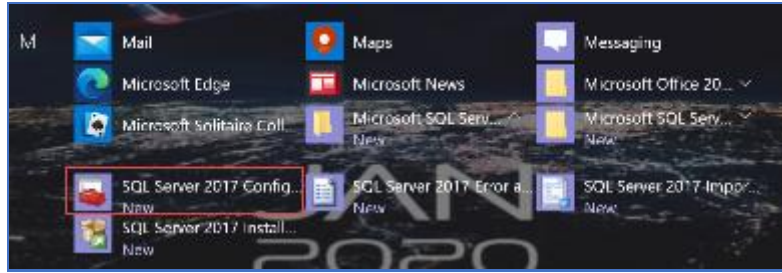 M
Mail
Maps
Messaging
Microsoft Edge
Microsoft News
Microsoft Office 20...
Microsoft Solitaire Coll...
Microsoft SQL Serv...
New
Microsoft SQL Serv...
New
SQL Server 2017 Config...
New
SQL Server 2017 Error a...
New
SQL Server 2017 Impor...
New
SQL Server 2017 Install...
New
JAN
2020